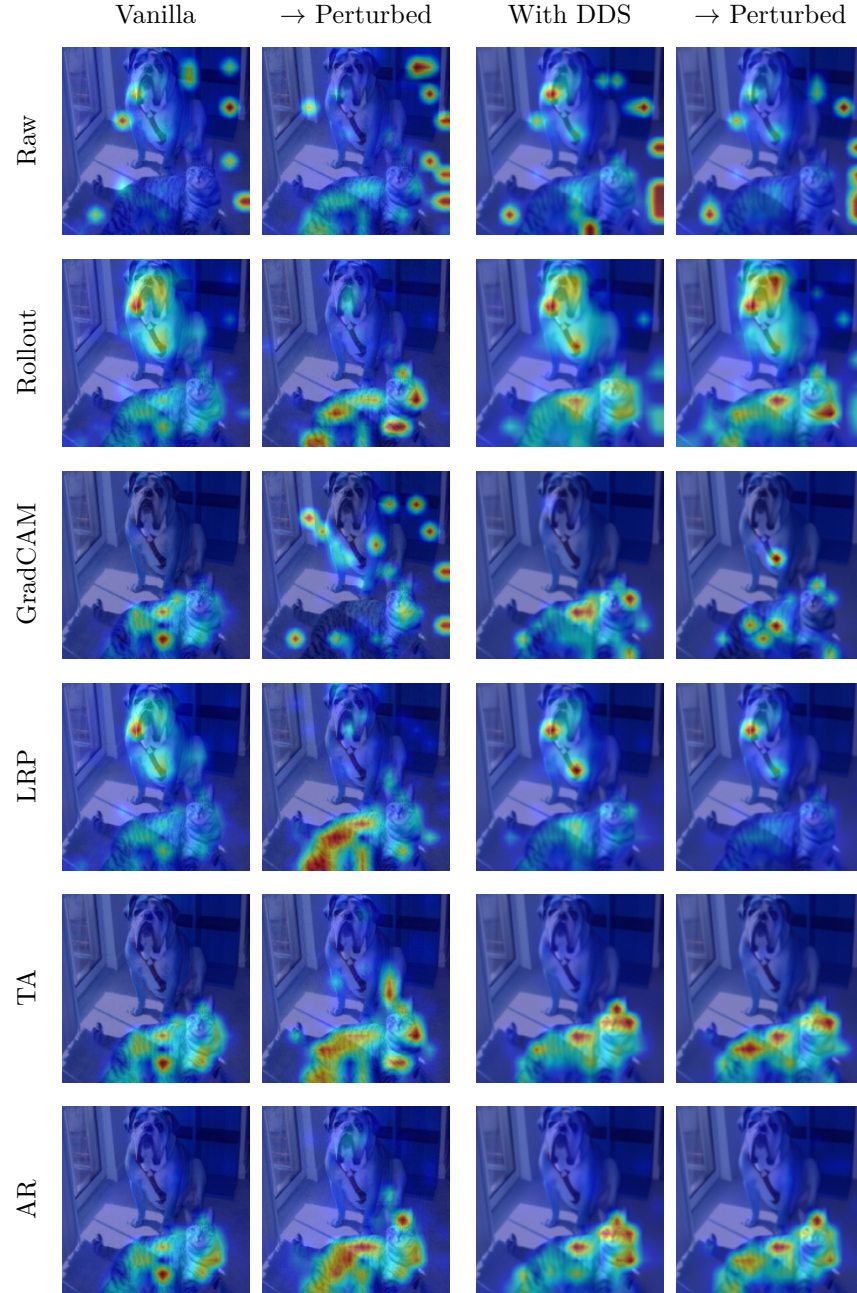 Vanilla → Perturbed With DDS → Perturbed
Raw
Rollout
GradCAM
LRP
TA
AR